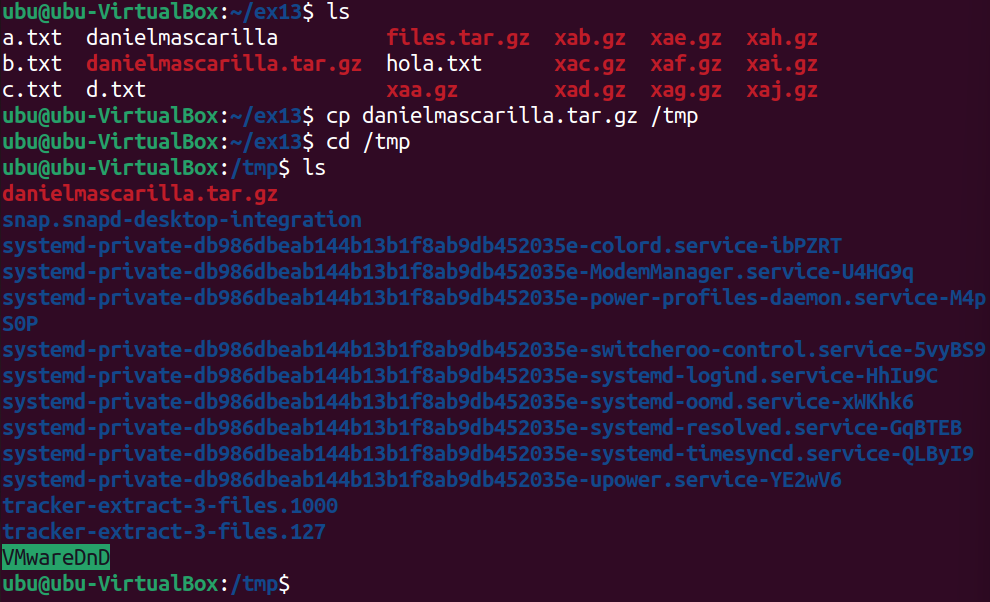 ubu@ubu-VirtualBox:~/ex13$ ls
a.txt  danielmascarilla         files.tar.gz  xab.gz  xae.gz  xah.gz
b.txt  danielmascarilla.tar.gz  hola.txt      xac.gz  xaf.gz  xai.gz
c.txt  d.txt                    xaa.gz        xad.gz  xag.gz  xaj.gz
ubu@ubu-VirtualBox:~/ex13$ cp danielmascarilla.tar.gz /tmp
ubu@ubu-VirtualBox:~/ex13$ cd /tmp
ubu@ubu-VirtualBox:/tmp$ ls
danielmascarilla.tar.gz
snap.snapd-desktop-integration
systemd-private-db986dbeab144b13b1f8ab9db452035e-colord.service-ibPZRT
systemd-private-db986dbeab144b13b1f8ab9db452035e-ModemManager.service-U4HG9q
systemd-private-db986dbeab144b13b1f8ab9db452035e-power-profiles-daemon.service-M4p
S0P
systemd-private-db986dbeab144b13b1f8ab9db452035e-switcheroo-control.service-5vyBS9
systemd-private-db986dbeab144b13b1f8ab9db452035e-systemd-logind.service-HhIu9C
systemd-private-db986dbeab144b13b1f8ab9db452035e-systemd-oomd.service-xWKhk6
systemd-private-db986dbeab144b13b1f8ab9db452035e-systemd-resolved.service-GqBTEB
systemd-private-db986dbeab144b13b1f8ab9db452035e-systemd-timesyncd.service-QLByI9
systemd-private-db986dbeab144b13b1f8ab9db452035e-upower.service-YE2wV6
tracker-extract-3-files.1000
tracker-extract-3-files.127
VMwareDnD
ubu@ubu-VirtualBox:/tmp$